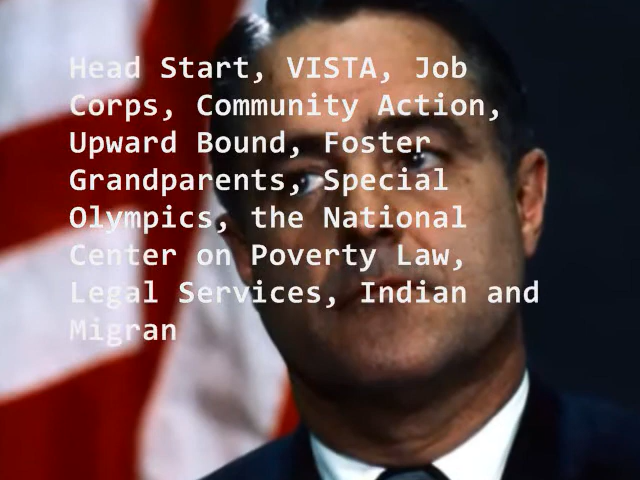 Head Start, VISTA, Job
Corps, Community Action,
Upward Bound, Foster
Grandparents, Special
Olympics, the National
Center on Poverty Law,
Legal Services, Indian and
Migran